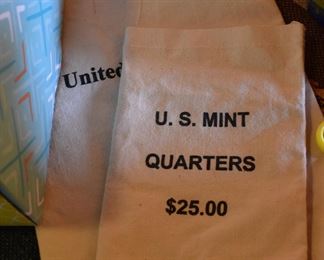 United
U. S. MINT
QUARTERS
$25.00